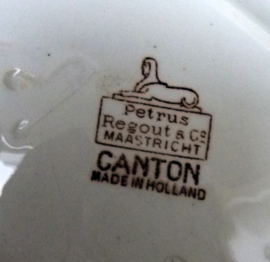 Petrus
Regout & Co
MAASTRICHT
CANTON
MADE IN HOLLAND